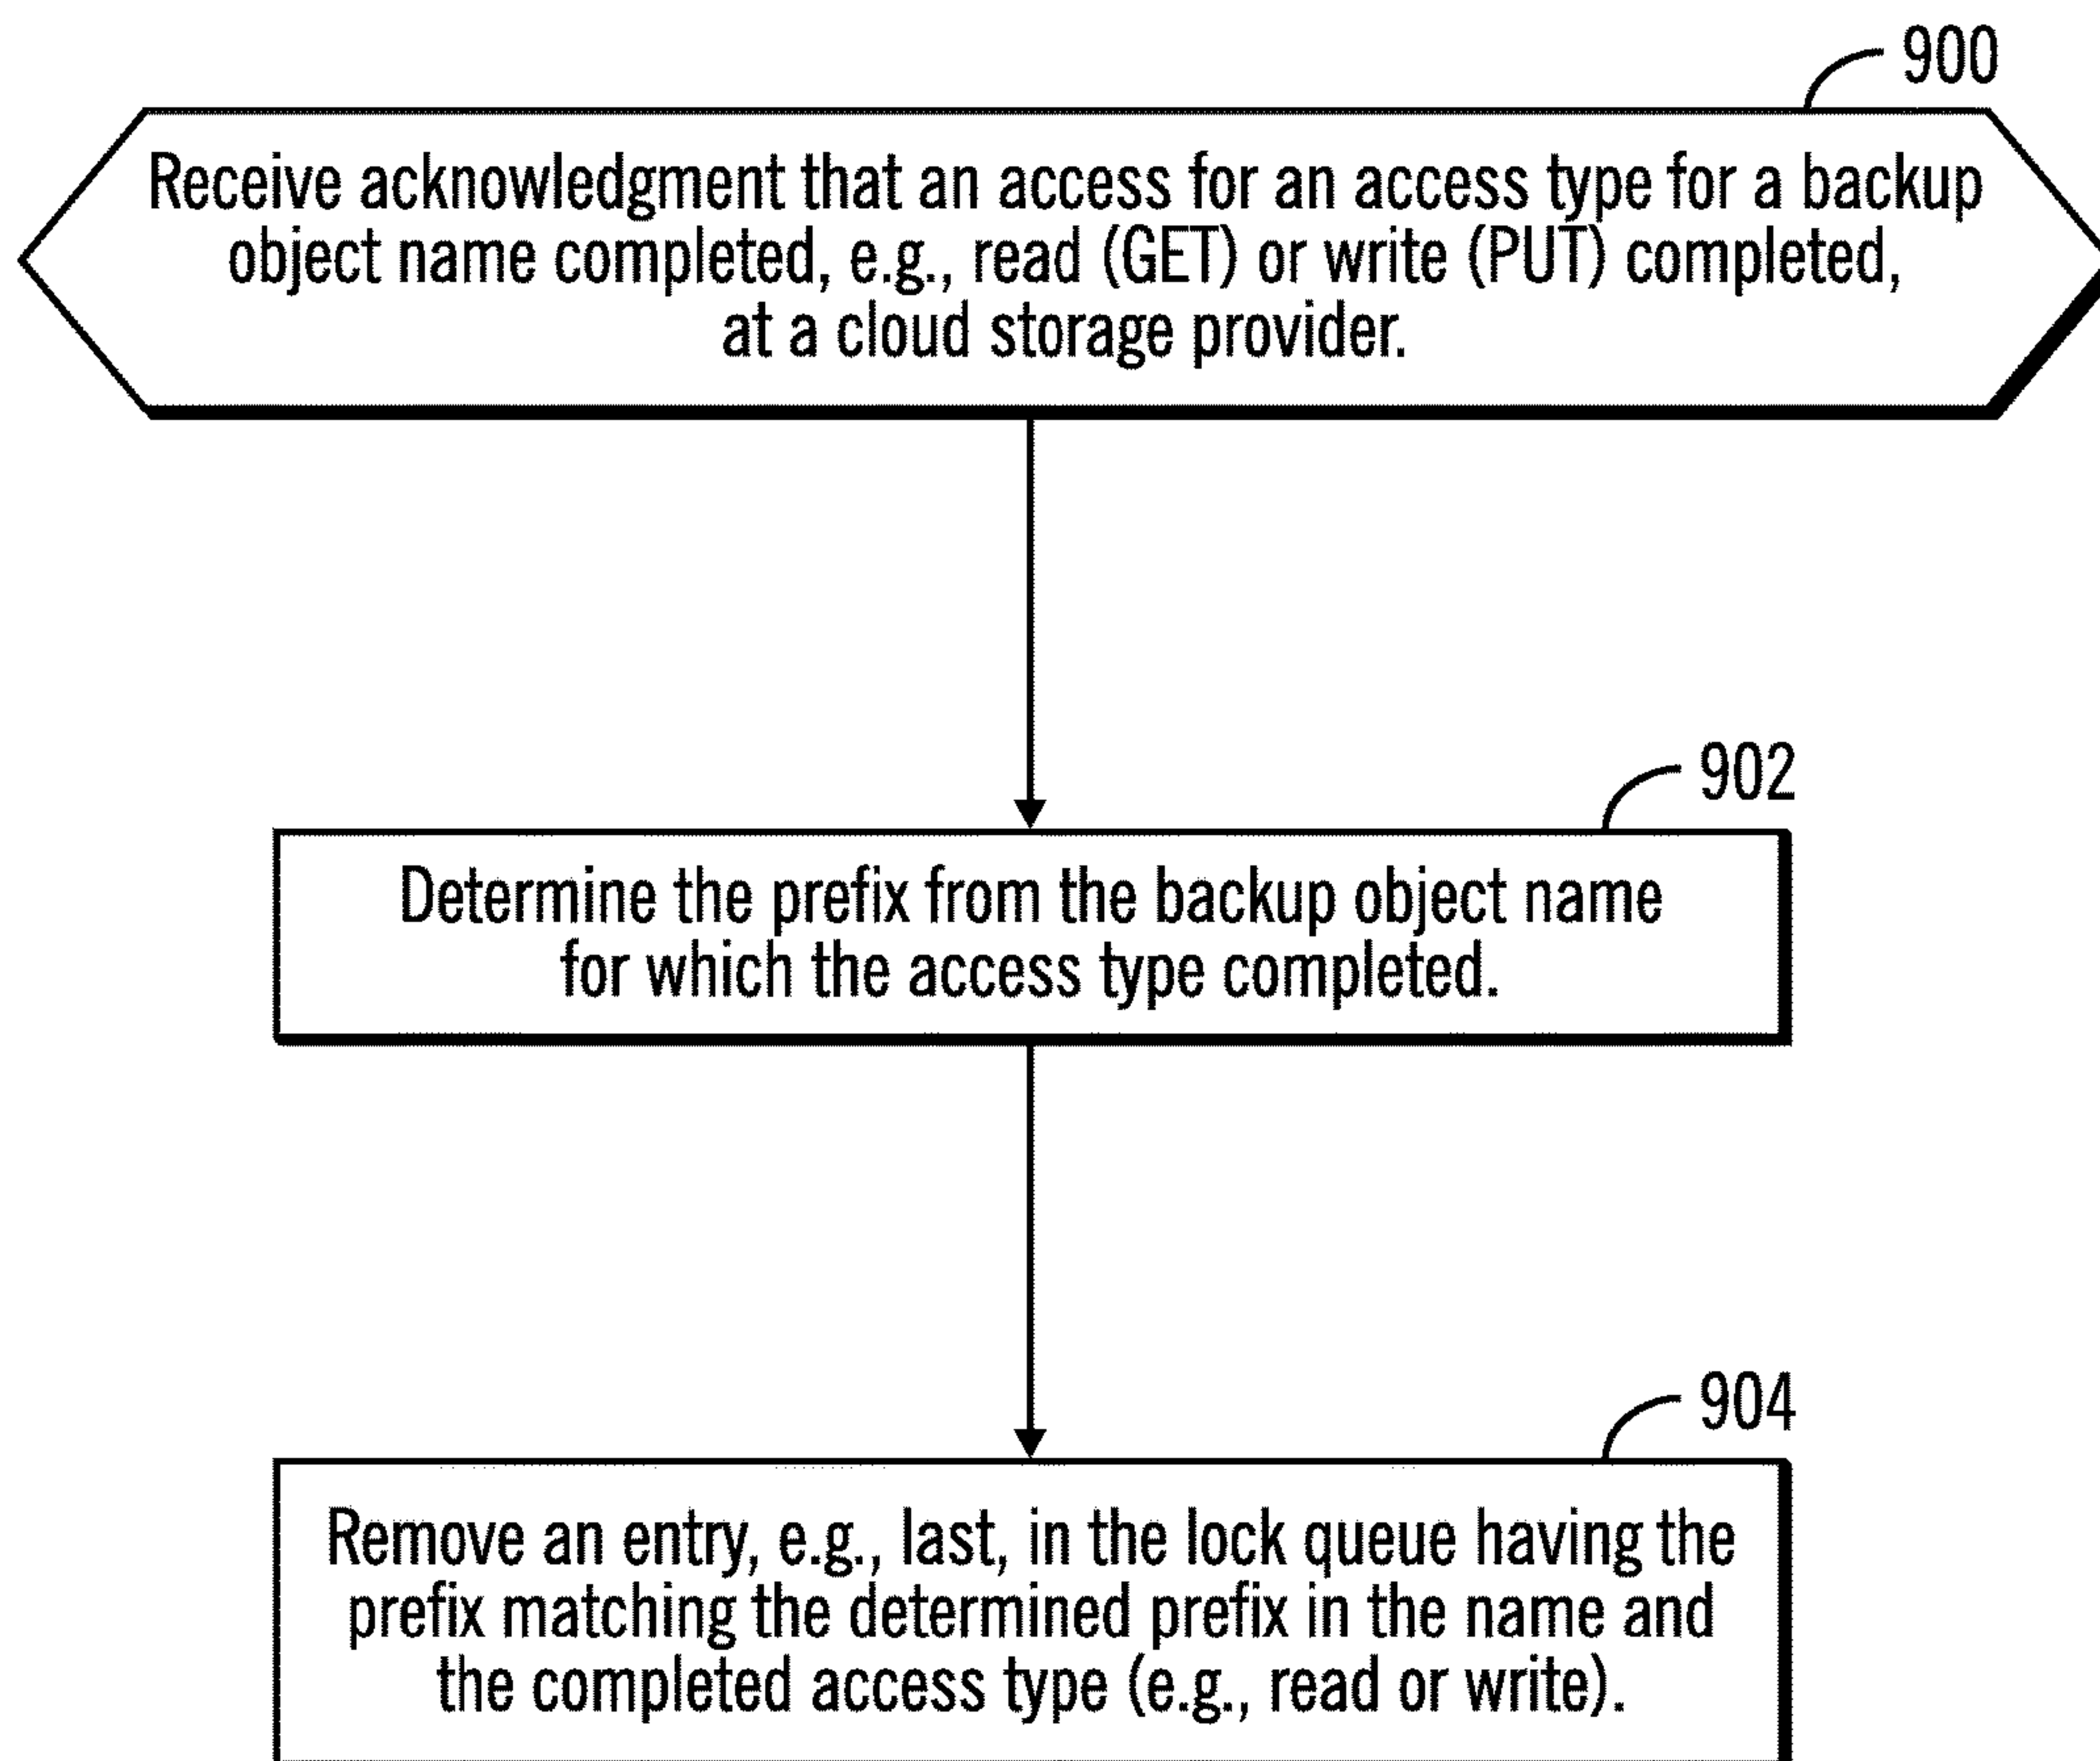 900
Receive acknowledgment that an access for an access type for a backup
object name completed, e.g., read (GET) or write (PUT) completed,
at a cloud storage provider.
902
Determine the prefix from the backup object name
for which the access type completed.
904
Remove an entry, e.g., last, in the lock queue having the
prefix matching the determined prefix in the name and
the completed access type (e.g., read or write).